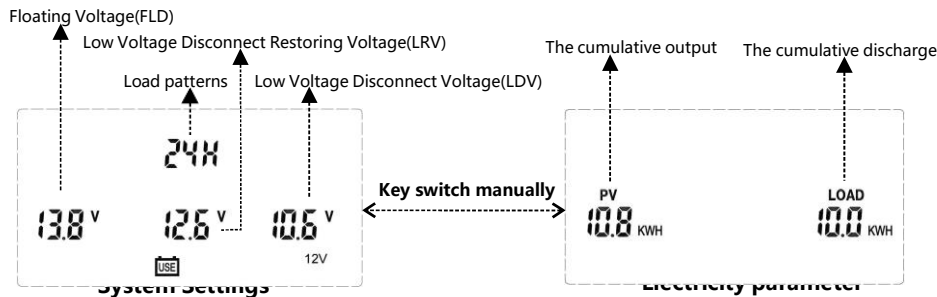 Floating Voltage(FLD)
Low Voltage Disconnect Restoring Voltage(LRV)
Load patterns
Low Voltage Disconnect Voltage(LDV)
The cumulative output
The cumulative discharge
24H
Key switch manually
PV
LOAD
13.8 V
12.6 V
10.6 V
10.8 KWH
10.0 KWH
USE
12V
System Settings
Electricity parameter